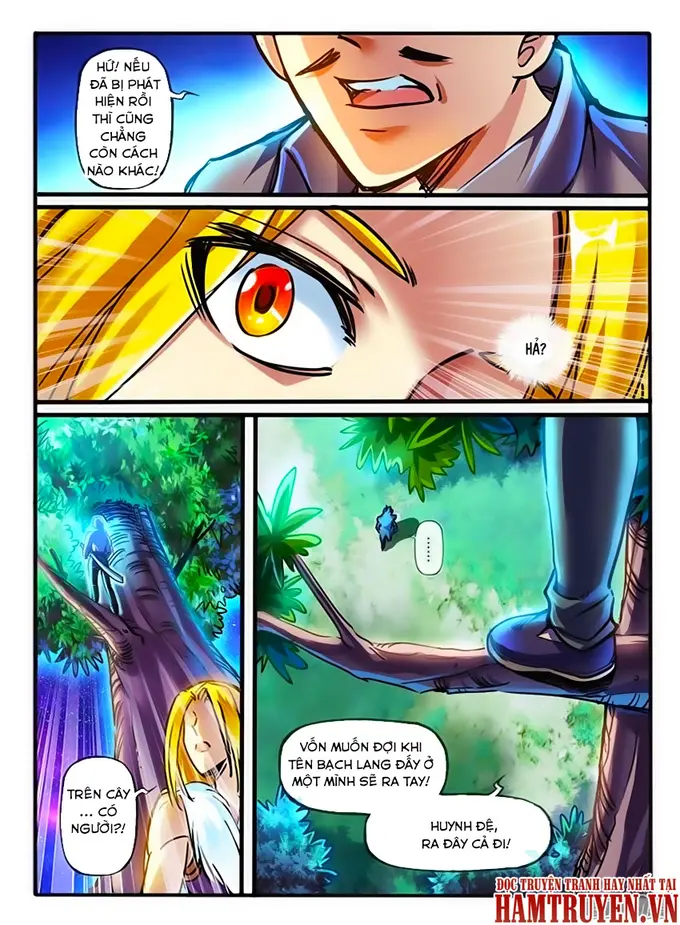 HỨ! NẾU
ĐÃ BỊ PHÁT
HIỆN RỒI
THÌ CŨNG
CHẲNG
CÒN CÁCH
NÀO KHÁC!
HẢ?
......
TRÊN CÂY
... CÓ
NGƯỜI?!
VỐN MUỐN ĐỢI KHI
TÊN BẠCH LANG ĐẤY Ở
MỘT MÌNH SẼ RA TAY!
HUYNH ĐỆ,
RA ĐÂY CẢ ĐI!
ĐỌC TRUYỆN TRANH HAY NHẤT TẠI
HAMTRUYEN.VN